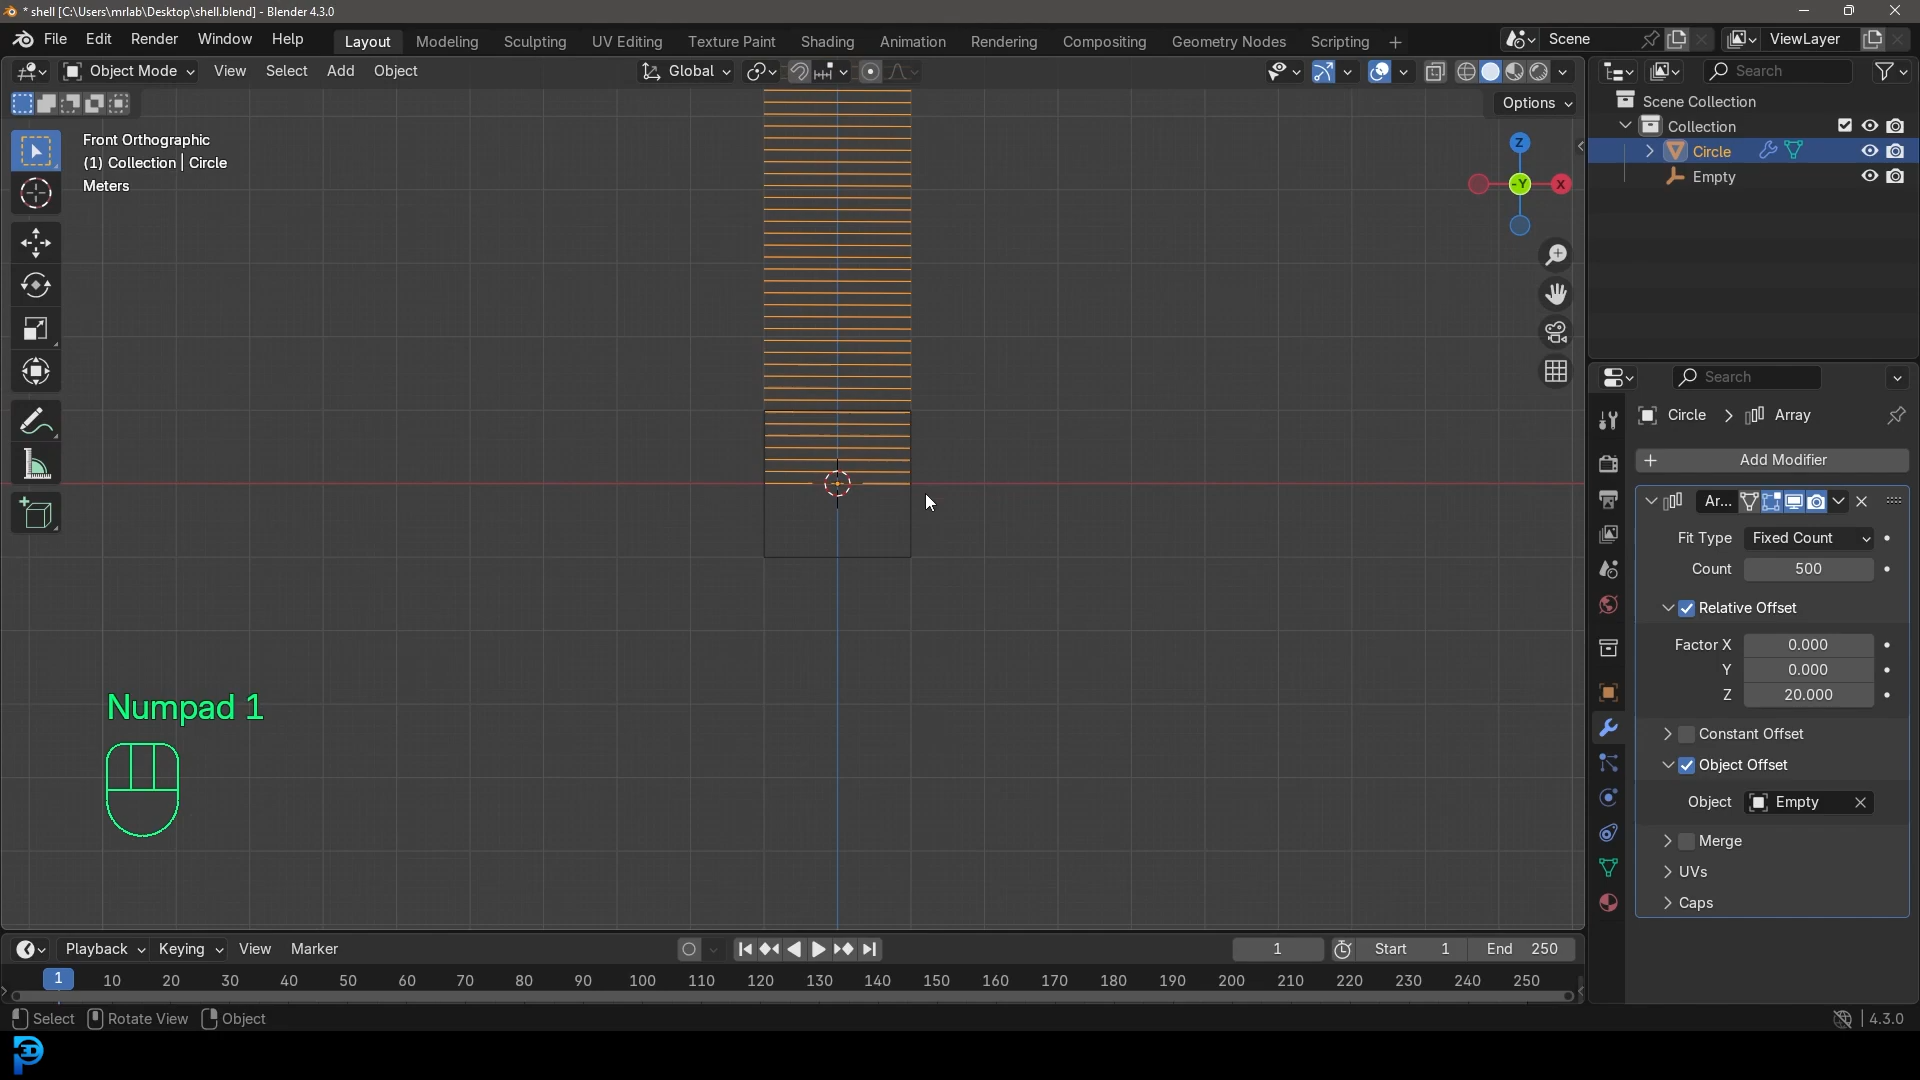 * shell [C:\Users\mrlab\Desktop\shell.blend] - Blender 4.3.0
File Edit Render Window Help Layout Modeling Sculpting UV Editing Texture Paint Shading Animation Rendering Compositing Geometry Nodes Scripting + Scene ViewLayer
Object Mode View Select Add Object Global Search
Options
Scene Collection
Collection
Circle
Empty
Front Orthographic
(1) Collection | Circle
Meters
Z
-Y
X
Search
Circle > Array
+ Add Modifier
Ar...
Fit Type Fixed Count
Count 500
Relative Offset
Factor X 0.000
Y 0.000
Z 20.000
Constant Offset
Object Offset
Object Empty
Merge
UVs
Caps
Numpad 1
Playback Keying View Marker 1 Start 1 End 250
1 10 20 30 40 50 60 70 80 90 100 110 120 130 140 150 160 170 180 190 200 210 220 230 240 250
Select Rotate View Object 4.3.0
3D